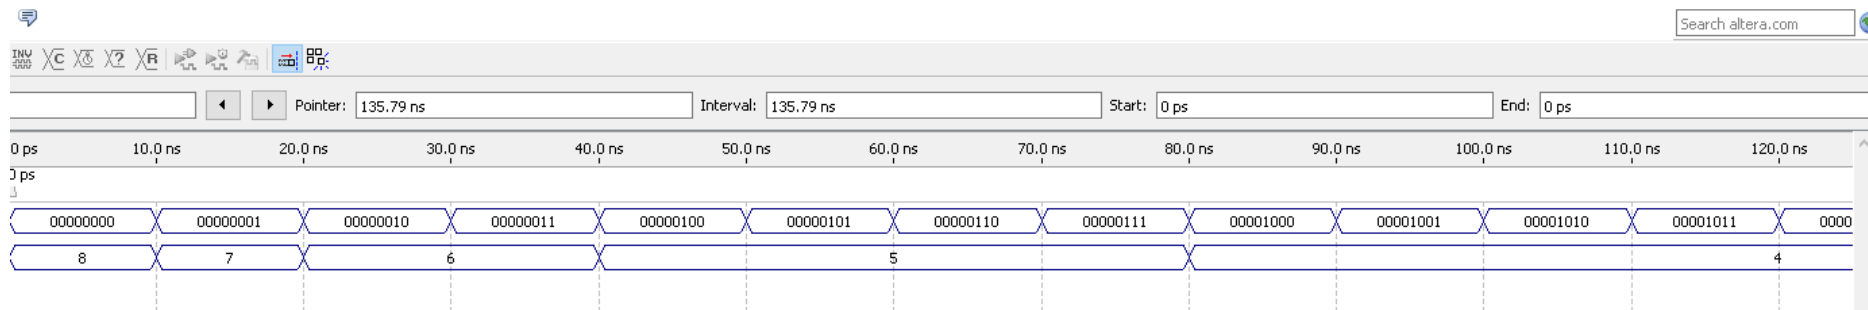 Search altera.com
Pointer: 135.79 ns Interval: 135.79 ns Start: 0 ps End: 0 ps
0 ps 10.0 ns 20.0 ns 30.0 ns 40.0 ns 50.0 ns 60.0 ns 70.0 ns 80.0 ns 90.0 ns 100.0 ns 110.0 ns 120.0 ns
0 ps
00000000 00000001 00000010 00000011 00000100 00000101 00000110 00000111 00001000 00001001 00001010 00001011 0000
8 7 6 5 4